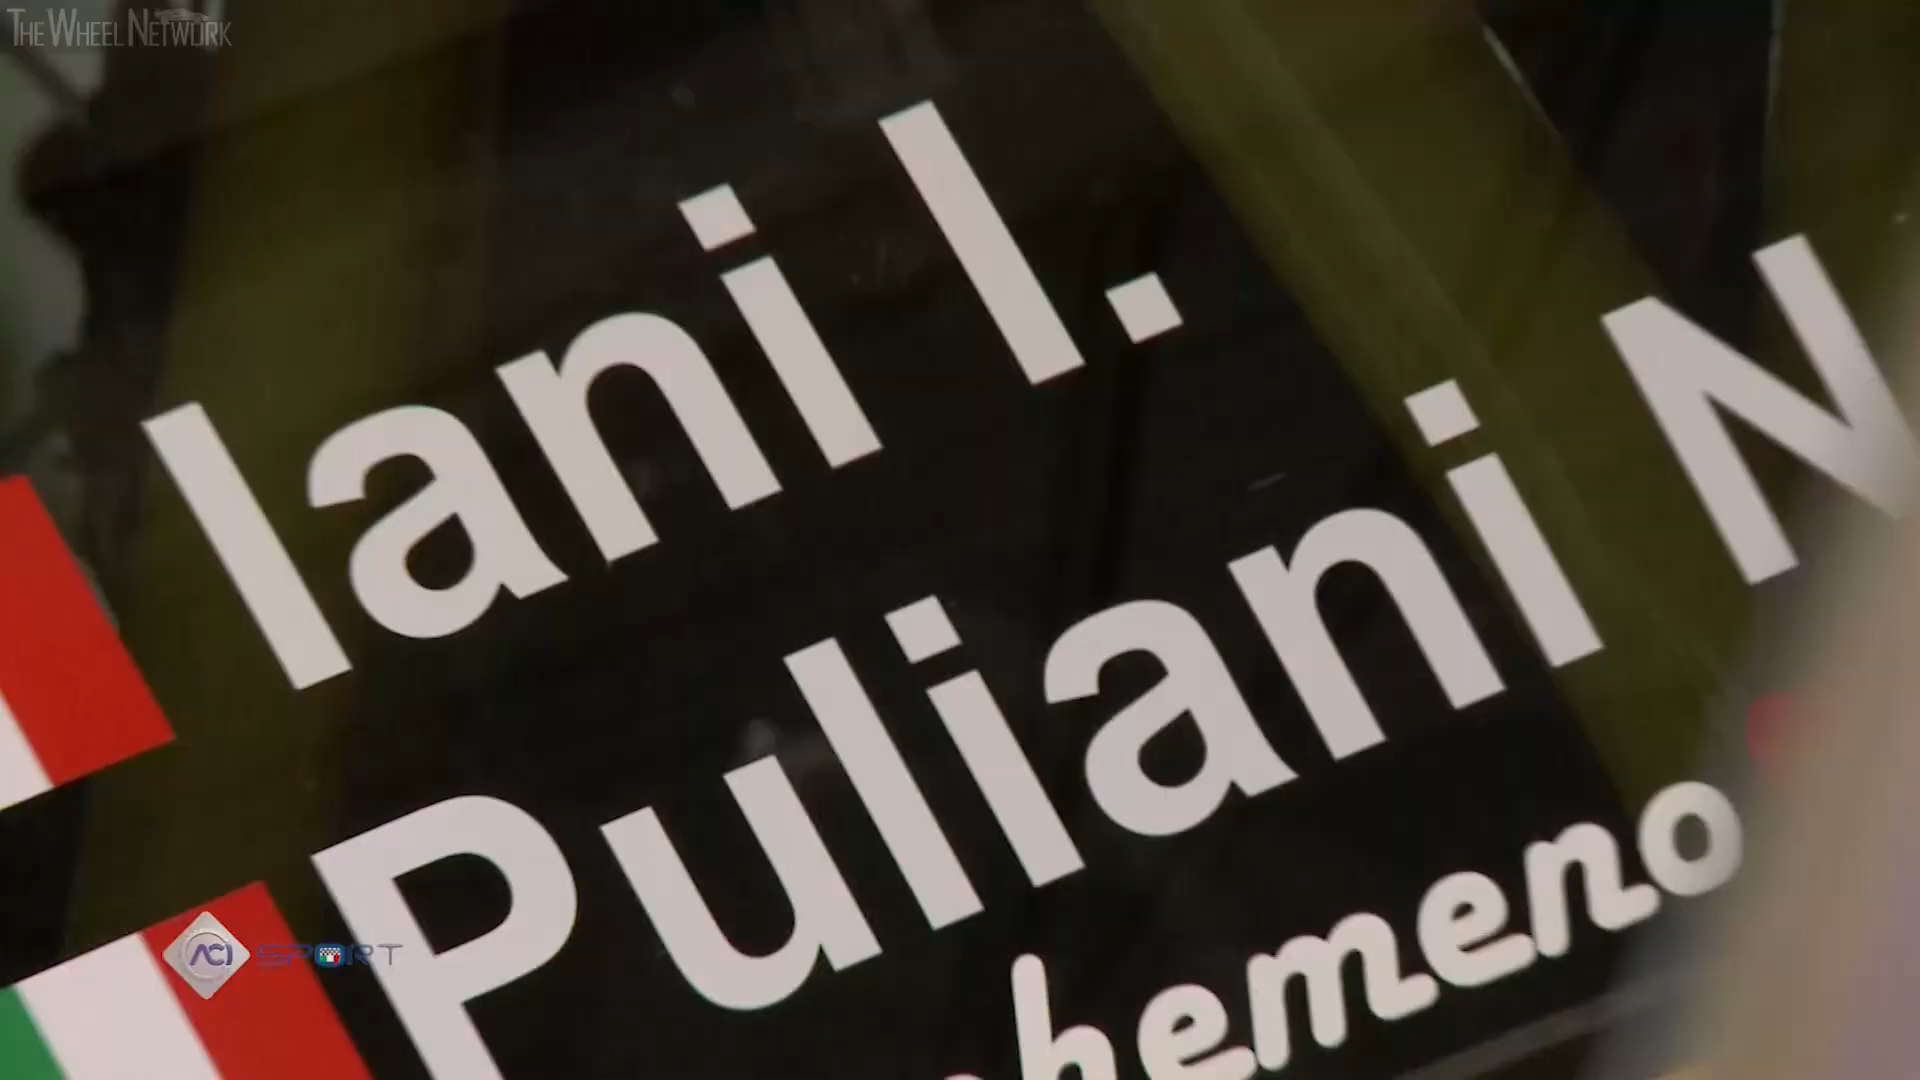 THE WHEEL NETWORK
Iani I.
Puliani N
hemeno
ACI SPORT